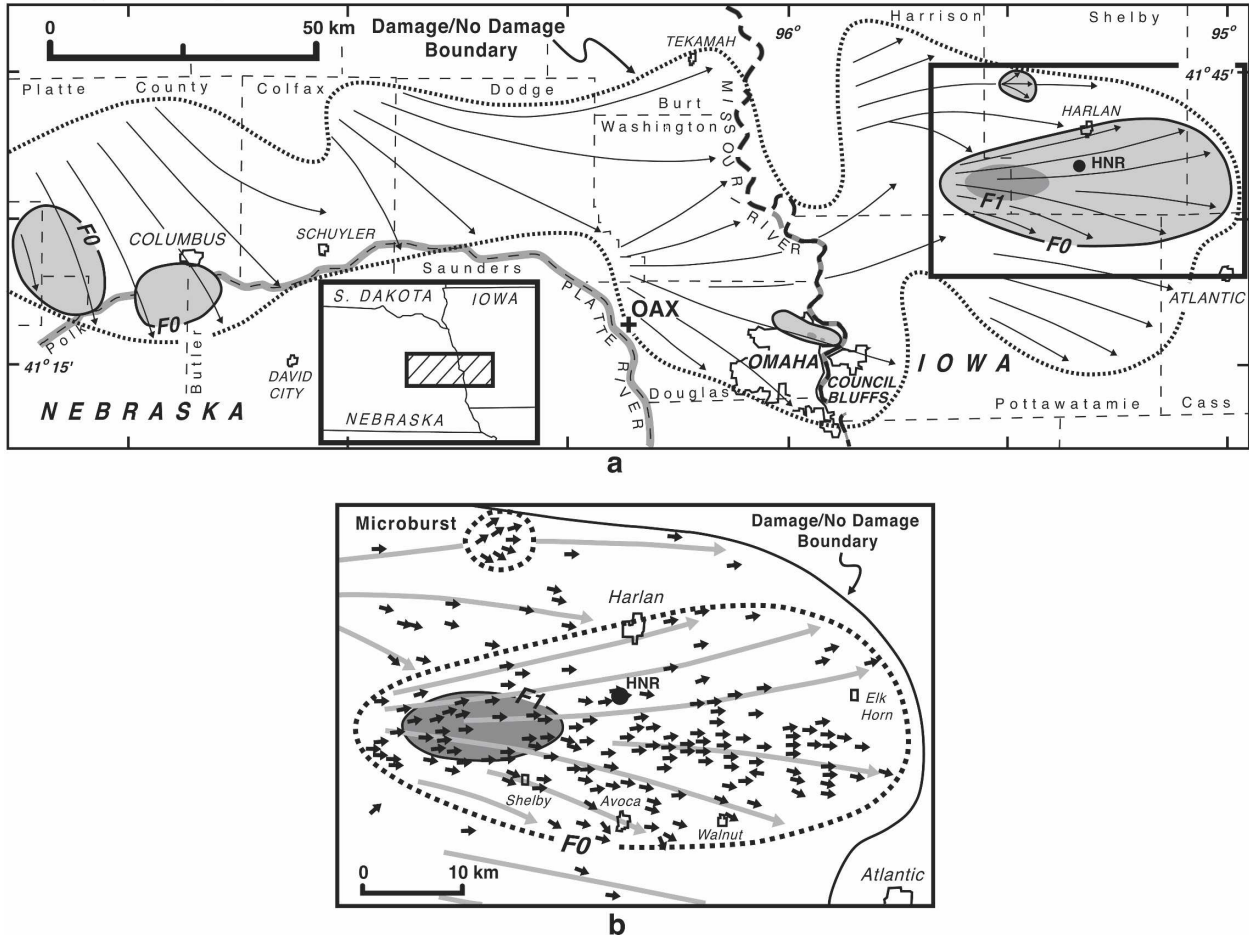 0
50 km
Damage/No Damage
Boundary
TEKAMAH
96°
Harrison
Shelby
95°
41° 45'
Platte
County
Colfax
Dodge
Burt
Washington
MISSOURI
RIVER
HARLAN
HNR
F1
F0
F0
COLUMBUS
SCHUYLER
F0
Saunders
PLATTE
RIVER
S. DAKOTA
IOWA
NEBRASKA
OAX
Polk
Butler
41° 15'
DAVID
CITY
NEBRASKA
OMAHA
COUNCIL
BLUFFS
IOWA
ATLANTIC
Douglas
Pottawatamie
Cass
a
Microburst
Damage/No Damage
Boundary
Harlan
HNR
F1
Elk
Horn
Shelby
Avoca
Walnut
F0
0
10 km
Atlantic
b